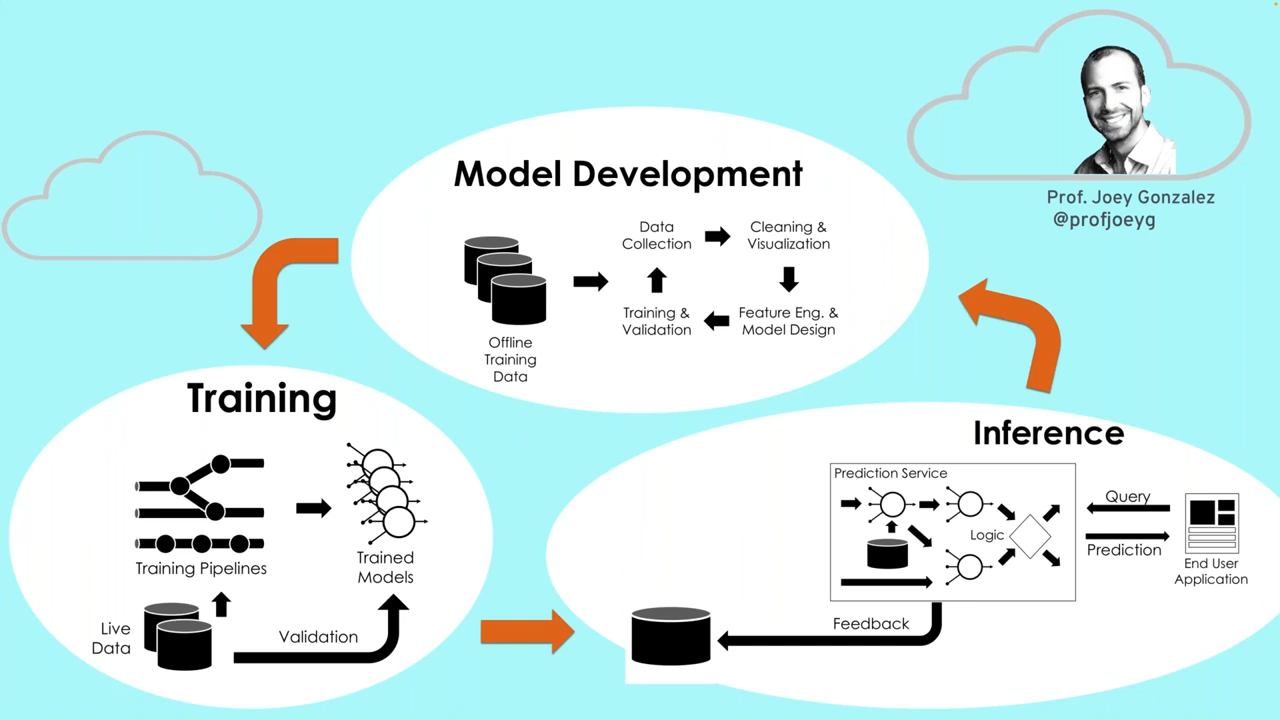 Prof. Joey Gonzalez
@profjoeyg
Model Development
Data
Collection
Cleaning &
Visualization
Training &
Validation
Feature Eng. &
Model Design
Offline
Training
Data
Training
Training Pipelines
Trained
Models
Live
Data
Validation
Inference
Prediction Service
Logic
Query
Prediction
End User
Application
Feedback